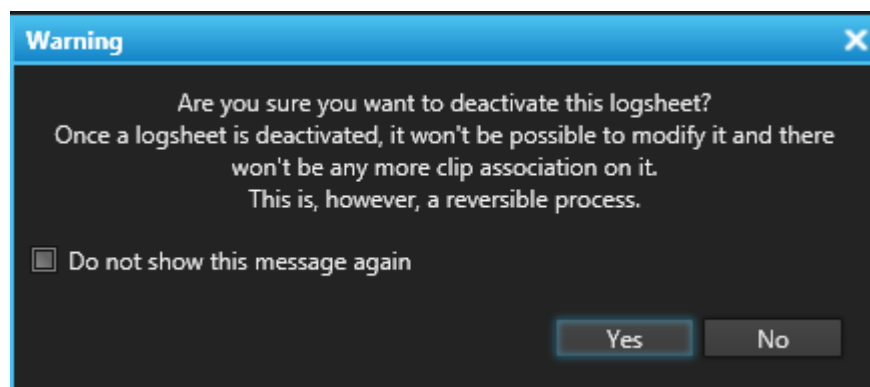 Warning
Are you sure you want to deactivate this logsheet?
Once a logsheet is deactivated, it won't be possible to modify it and there
won't be any more clip association on it.
This is, however, a reversible process.
Do not show this message again
Yes No